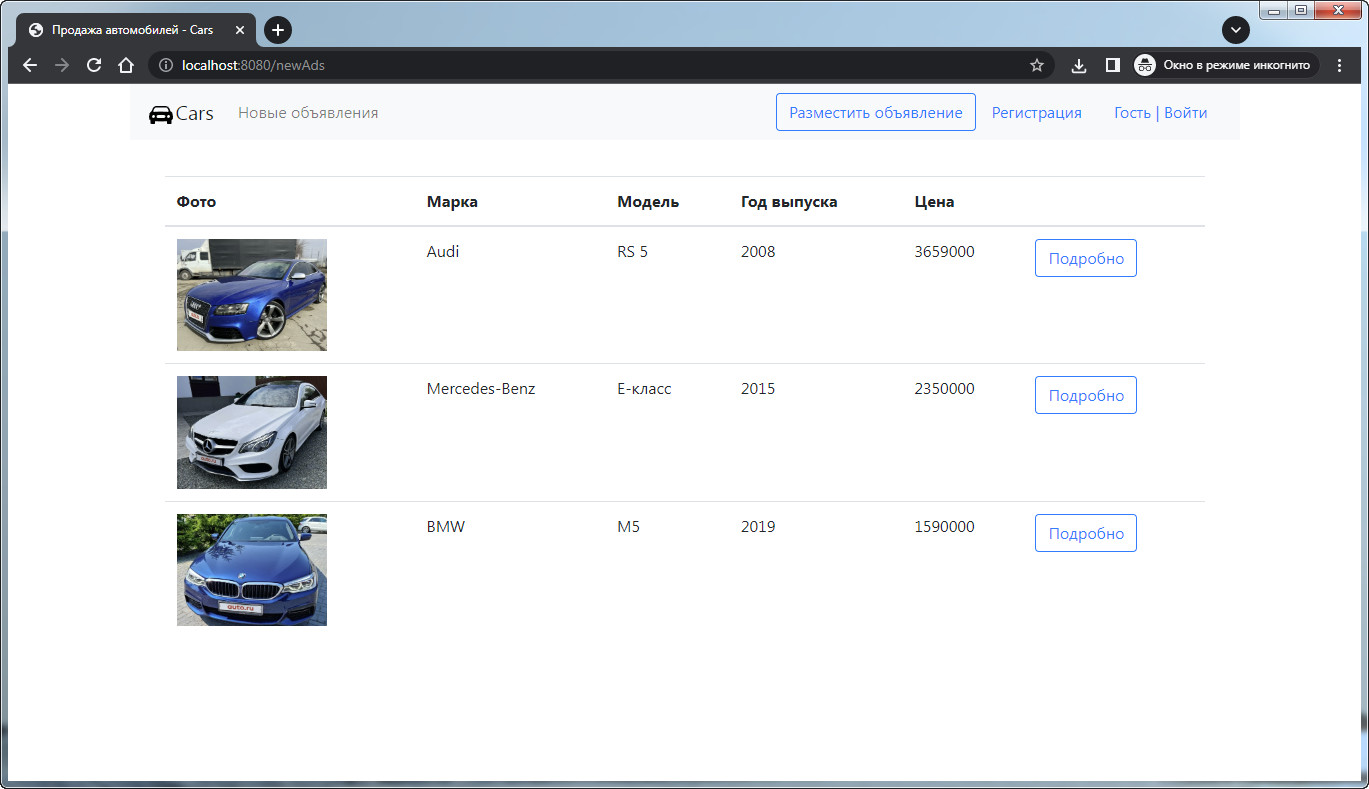 Продажа автомобилей - Cars
localhost:8080/newAds
Окно в режиме инкогнито
Cars Новые объявления Разместить объявление Регистрация Гость | Войти
Фото Марка Модель Год выпуска Цена
Audi RS 5 2008 3659000 Подробно
Mercedes-Benz E-класс 2015 2350000 Подробно
BMW M5 2019 1590000 Подробно
auto.ru